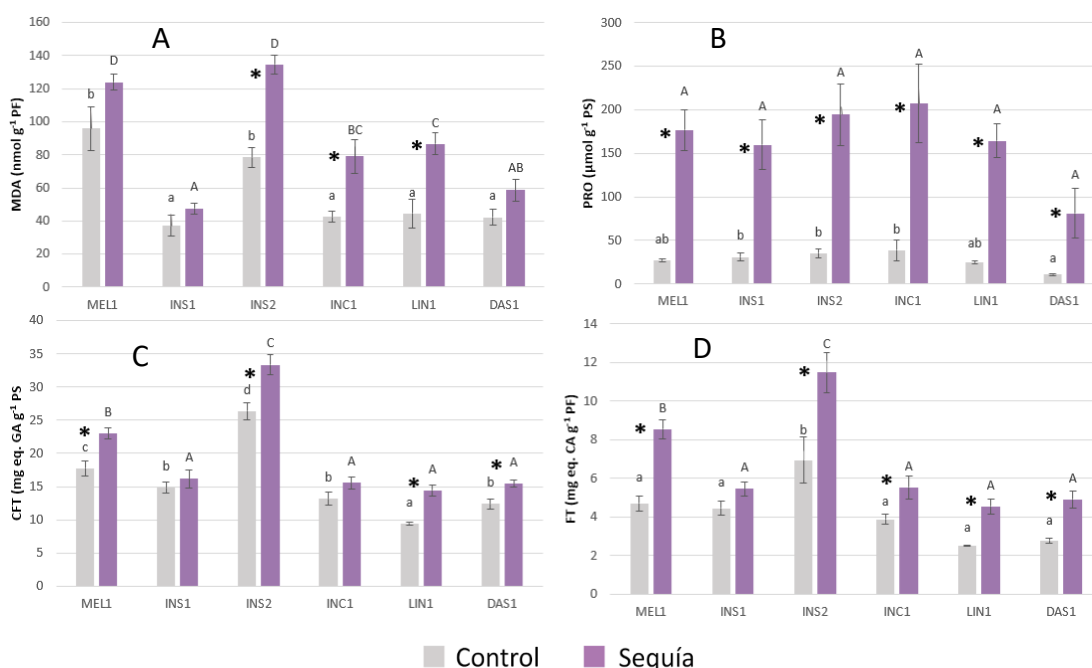 A
MDA (nmol g⁻¹ PF)
160
140
120
100
80
60
40
20
0
b D a A * b D * a BC * a C a AB
MEL1 INS1 INS2 INC1 LIN1 DAS1
B
PRO (µmol g⁻¹ PS)
300
250
200
150
100
50
0
ab * A b * A b * A b * A ab * A a * A
MEL1 INS1 INS2 INC1 LIN1 DAS1
C
CFT (mg eq. GA g⁻¹ PS
40
35
30
25
20
15
10
5
0
* c B b A * d C b A * a A * b A
MEL1 INS1 INS2 INC1 LIN1 DAS1
D
FT (mg eq. CA g⁻¹ PF)
14
12
10
8
6
4
2
0
a * B a A b * C * a A a * A * a A
MEL1 INS1 INS2 INC1 LIN1 DAS1
Control Sequía